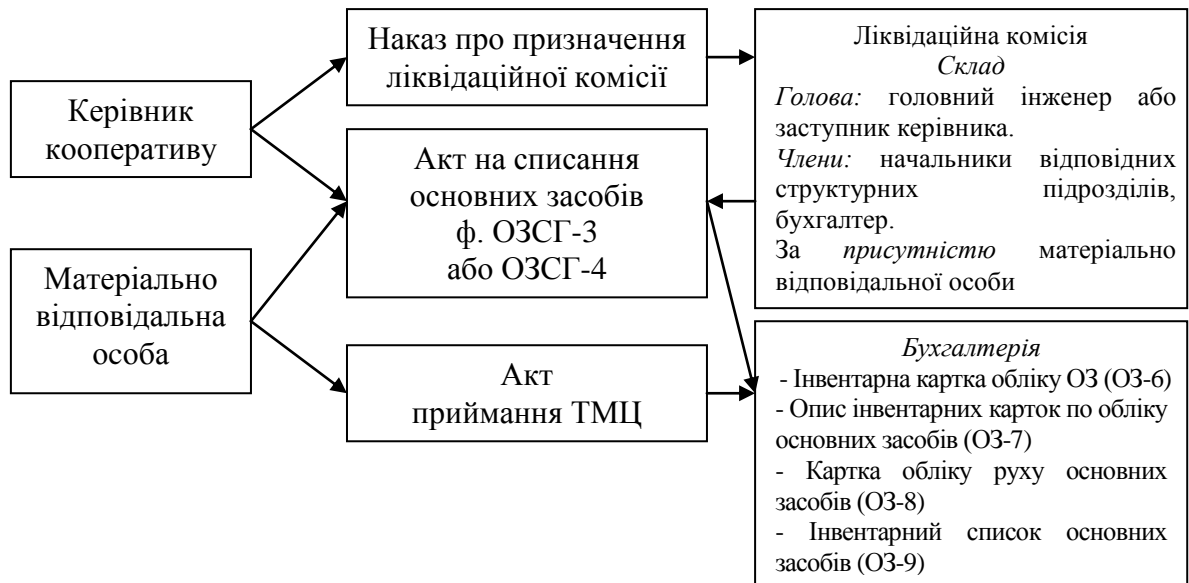 Керівник
кооперативу
Матеріально
відповідальна
особа
Наказ про призначення
ліквідаційної комісії
Акт на списання
основних засобів
ф. ОЗСГ-3
або ОЗСГ-4
Акт
приймання ТМЦ
Ліквідаційна комісія
Склад
Голова: головний інженер або
заступник керівника.
Члени: начальники відповідних
структурних підрозділів,
бухгалтер.
За присутністю матеріально
відповідальної особи
Бухгалтерія
- Інвентарна картка обліку ОЗ (ОЗ-6)
- Опис інвентарних карток по обліку
основних засобів (ОЗ-7)
- Картка обліку руху основних
засобів (ОЗ-8)
- Інвентарний список основних
засобів (ОЗ-9)